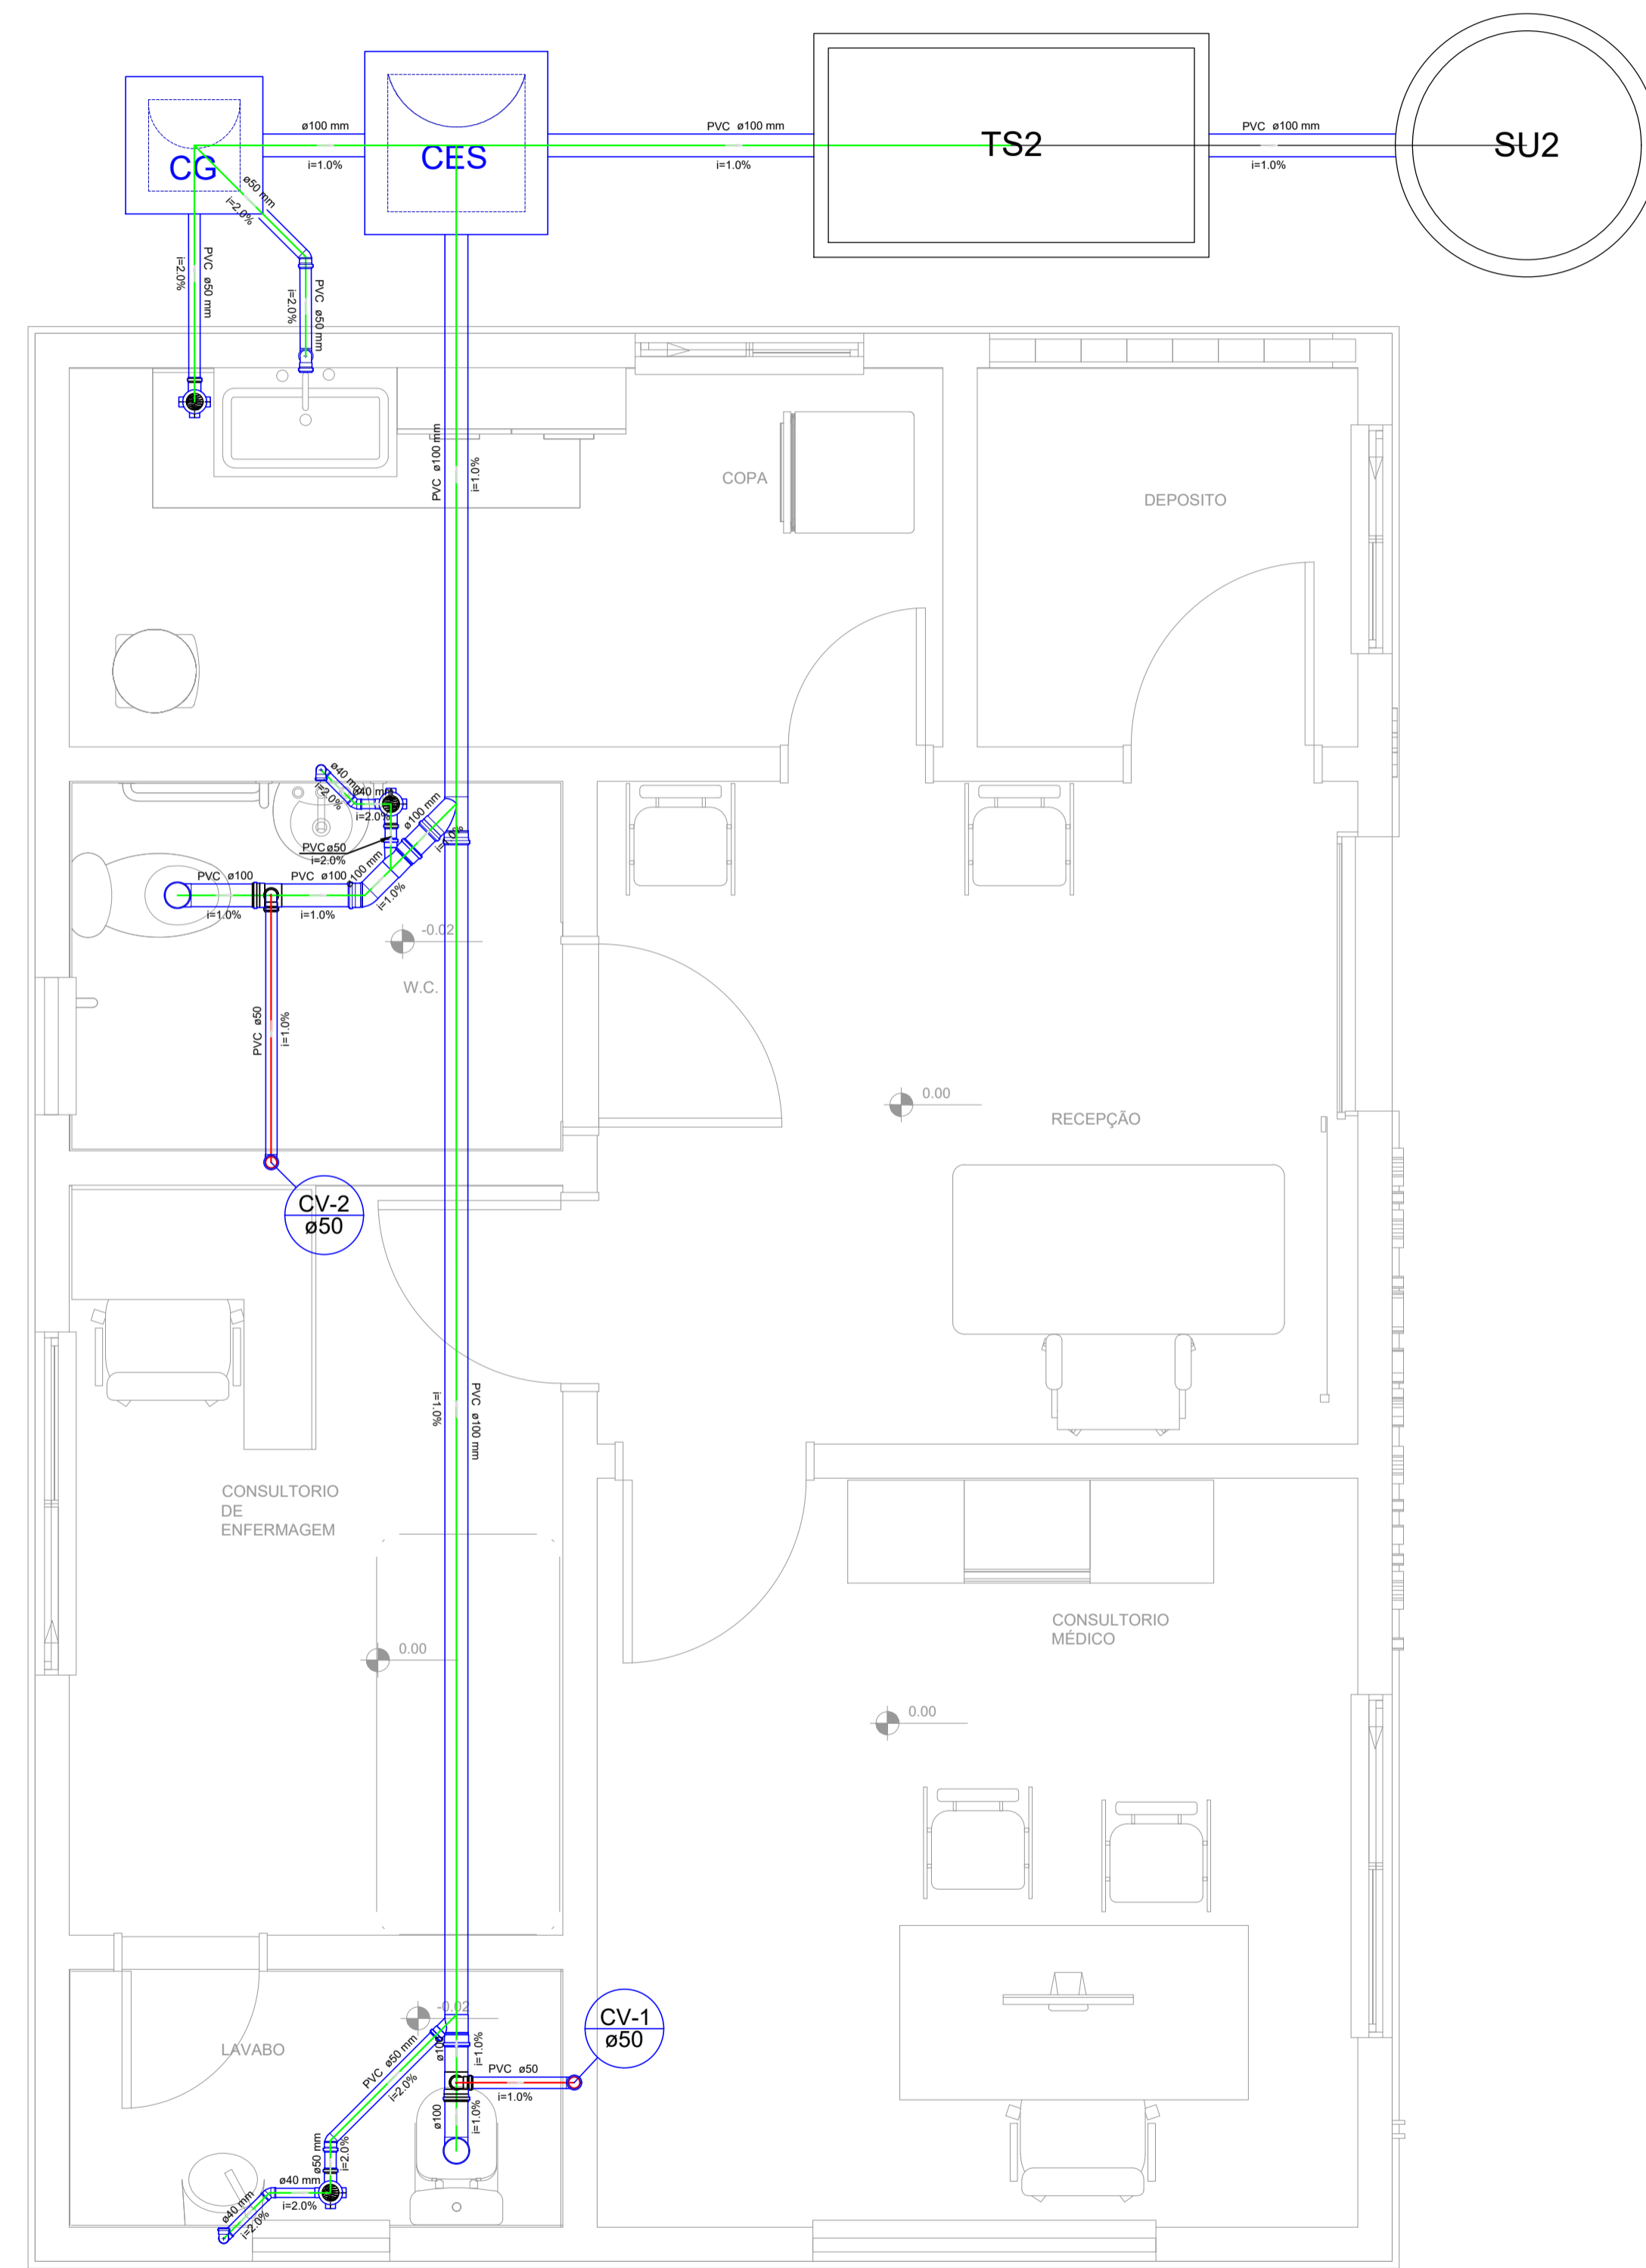 CG
ø100 mm
i=1.0%
CES
PVC ø100 mm
i=1.0%
TS2
PVC ø100 mm
i=1.0%
SU2
ø50 mm
i=2.0%
PVC ø50 mm
i=2.0%
PVC ø50 mm
i=2.0%
PVC ø100 mm
i=1.0%
COPA
DEPOSITO
ø40 mm
i=2.0%
ø40 mm
i=2.0%
ø100 mm
i=1.0%
PVC ø50
i=2.0%
ø100 mm
i=1.0%
PVC ø100
i=1.0%
PVC ø100
i=1.0%
-0.02
W.C.
PVC ø50
i=1.0%
0.00
RECEPÇÃO
CV-2
ø50
PVC ø100 mm
i=1.0%
CONSULTORIO
DE
ENFERMAGEM
0.00
CONSULTORIO
MÉDICO
0.00
-0.02
LAVABO
CV-1
ø50
PVC ø50 mm
i=2.0%
ø100
i=1.0%
PVC ø50
i=1.0%
ø100
i=1.0%
ø50 mm
i=2.0%
ø40 mm
i=2.0%
ø40 mm
i=2.0%